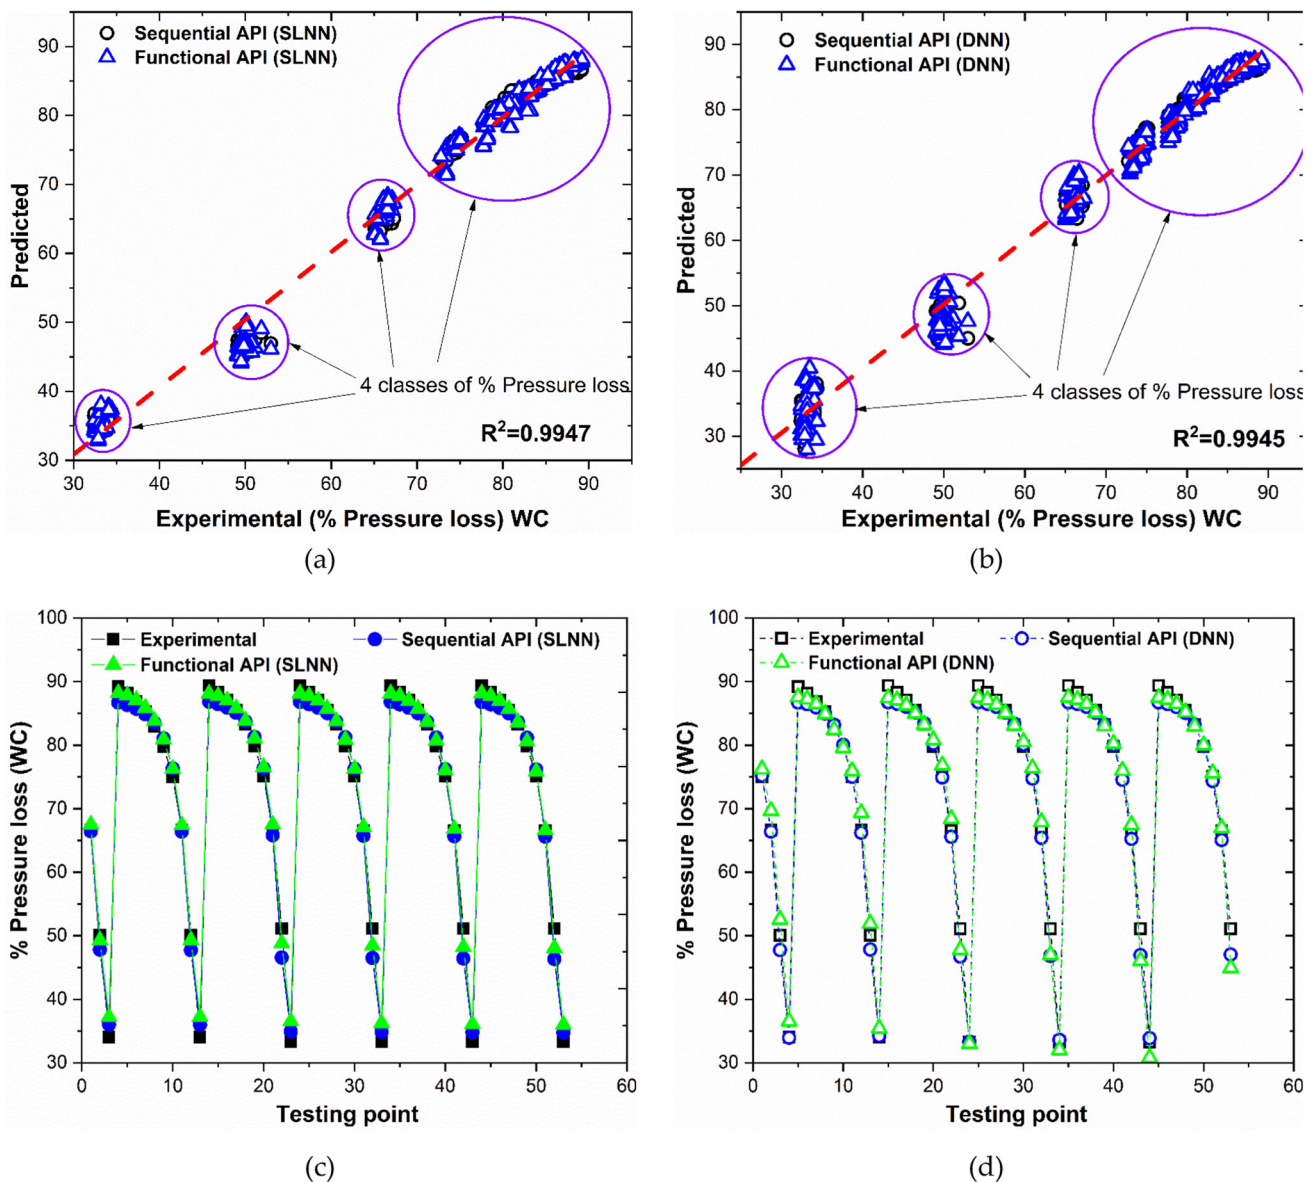 Sequential API (SLNN)
Functional API (SLNN)
90
80
70
60
50
40
30
Predicted
4 classes of % Pressure loss
R²=0.9947
30 40 50 60 70 80 90
Experimental (% Pressure loss) WC
(a)
Sequential API (DNN)
Functional API (DNN)
90
80
70
60
50
40
30
Predicted
4 classes of % Pressure loss
R²=0.9945
30 40 50 60 70 80 90
Experimental (% Pressure loss) WC
(b)
100
90
80
70
60
50
40
30
% Pressure loss (WC)
Experimental
Sequential API (SLNN)
Functional API (SLNN)
0 10 20 30 40 50 60
Testing point
(c)
100
90
80
70
60
50
40
30
% Pressure loss (WC)
Experimental
Sequential API (DNN)
Functional API (DNN)
0 10 20 30 40 50 60
Testing point
(d)